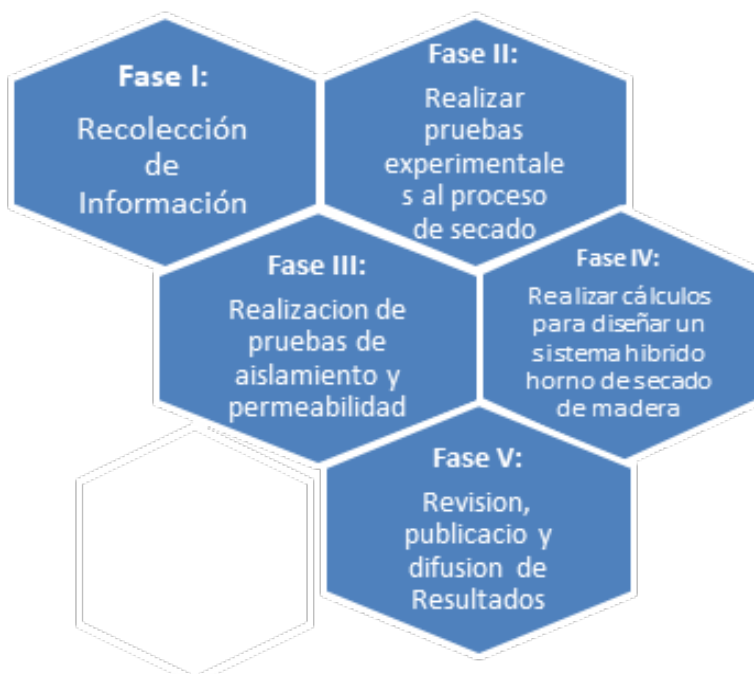 Fase I:
Recolección
de
Información
Fase II:
Realizar
pruebas
experimentale
s al proceso
de secado
Fase III:
Realizacion de
pruebas de
aislamiento y
permeabilidad
Fase IV:
Realizar cálculos
para diseñar un
sistema hibrido
horno de secado
de madera
Fase V:
Revision,
publicacio y
difusion de
Resultados